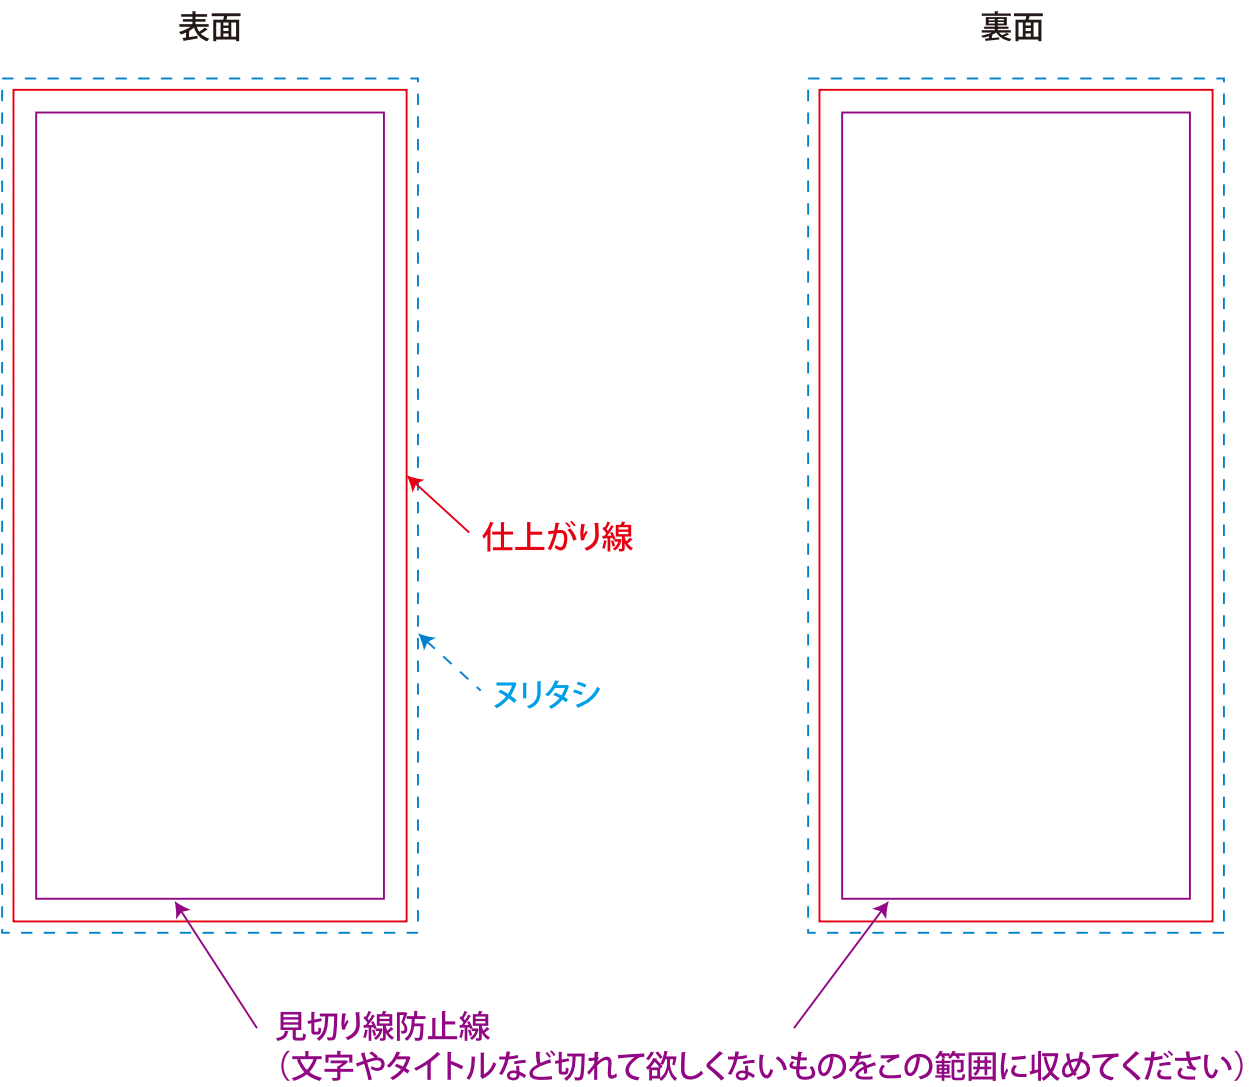 表面
裏面
仕上がり線
ヌリタシ
見切り線防止線
（文字やタイトルなど切れて欲しくないものをこの範囲に収めてください）